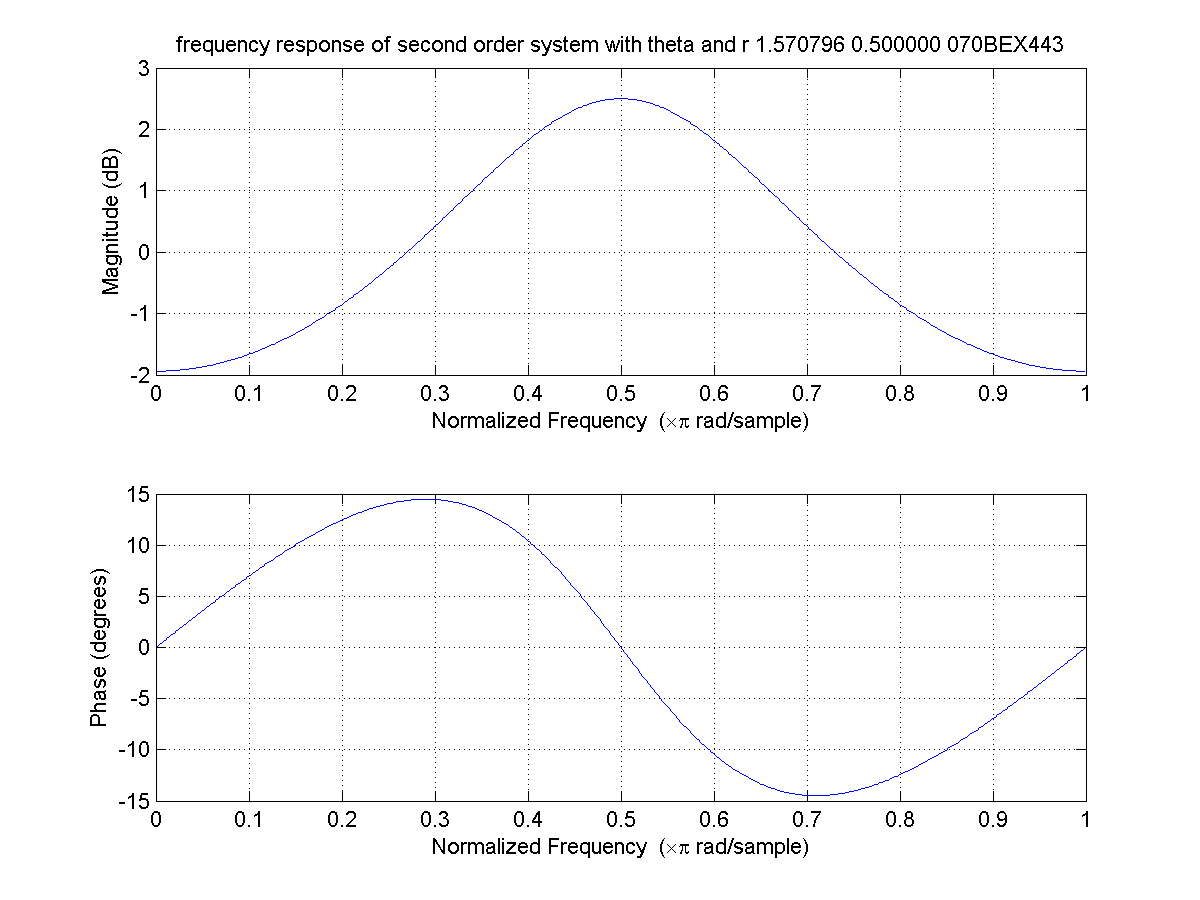 frequency response of second order system with theta and r 1.570796 0.500000 070BEX443
3
2
1
0
-1
-2
Magnitude (dB)
0 0.1 0.2 0.3 0.4 0.5 0.6 0.7 0.8 0.9 1
Normalized Frequency (×π rad/sample)
15
10
5
0
-5
-10
-15
Phase (degrees)
0 0.1 0.2 0.3 0.4 0.5 0.6 0.7 0.8 0.9 1
Normalized Frequency (×π rad/sample)